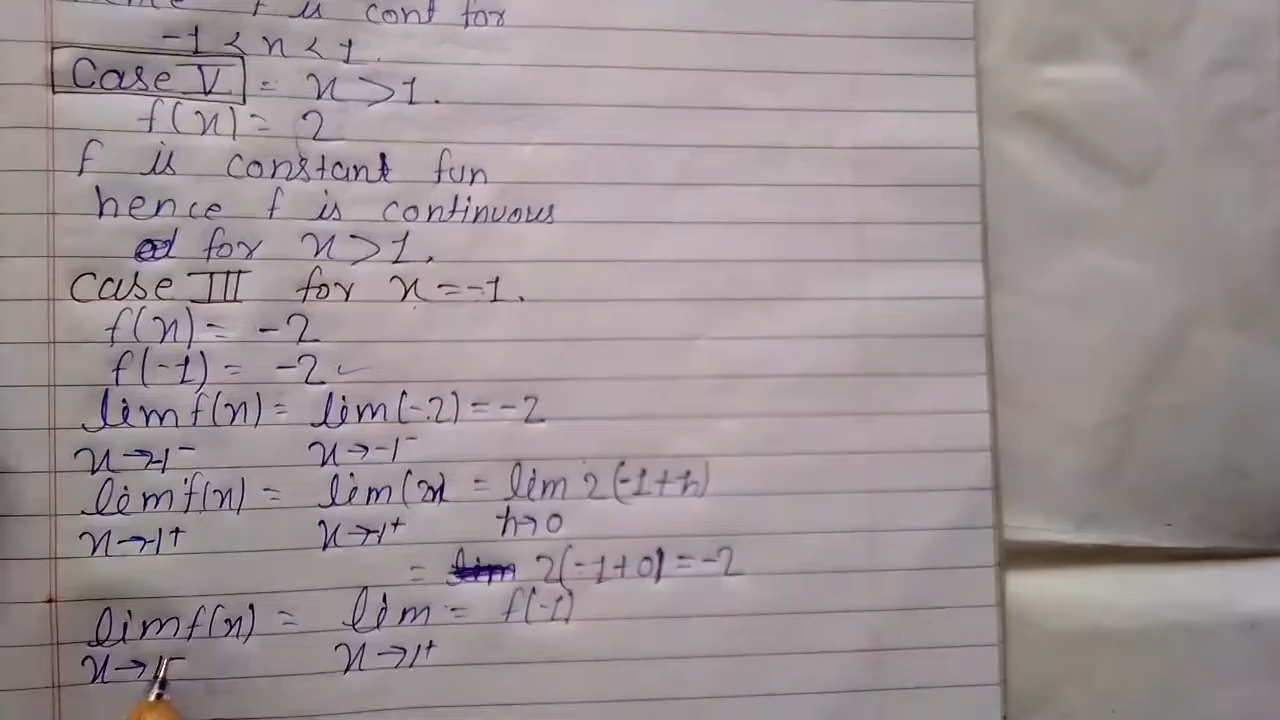 f is cont for
-1 < x < 1.
Case V = x > 1.
f(x) = 2
f is constant fun
hence f is continuous
for x > 1.
Case III for x = -1.
f(x) = -2
f(-1) = -2
lim f(x) = lim (-2) = -2
x→-1⁻ x→-1⁻
lim f(x) = lim (2x) = lim 2(-1+h)
x→-1⁺ x→-1⁺ h→0
= 2(-1+0) = -2
lim f(x) = lim = f(-1)
x→-1⁻ x→-1⁺